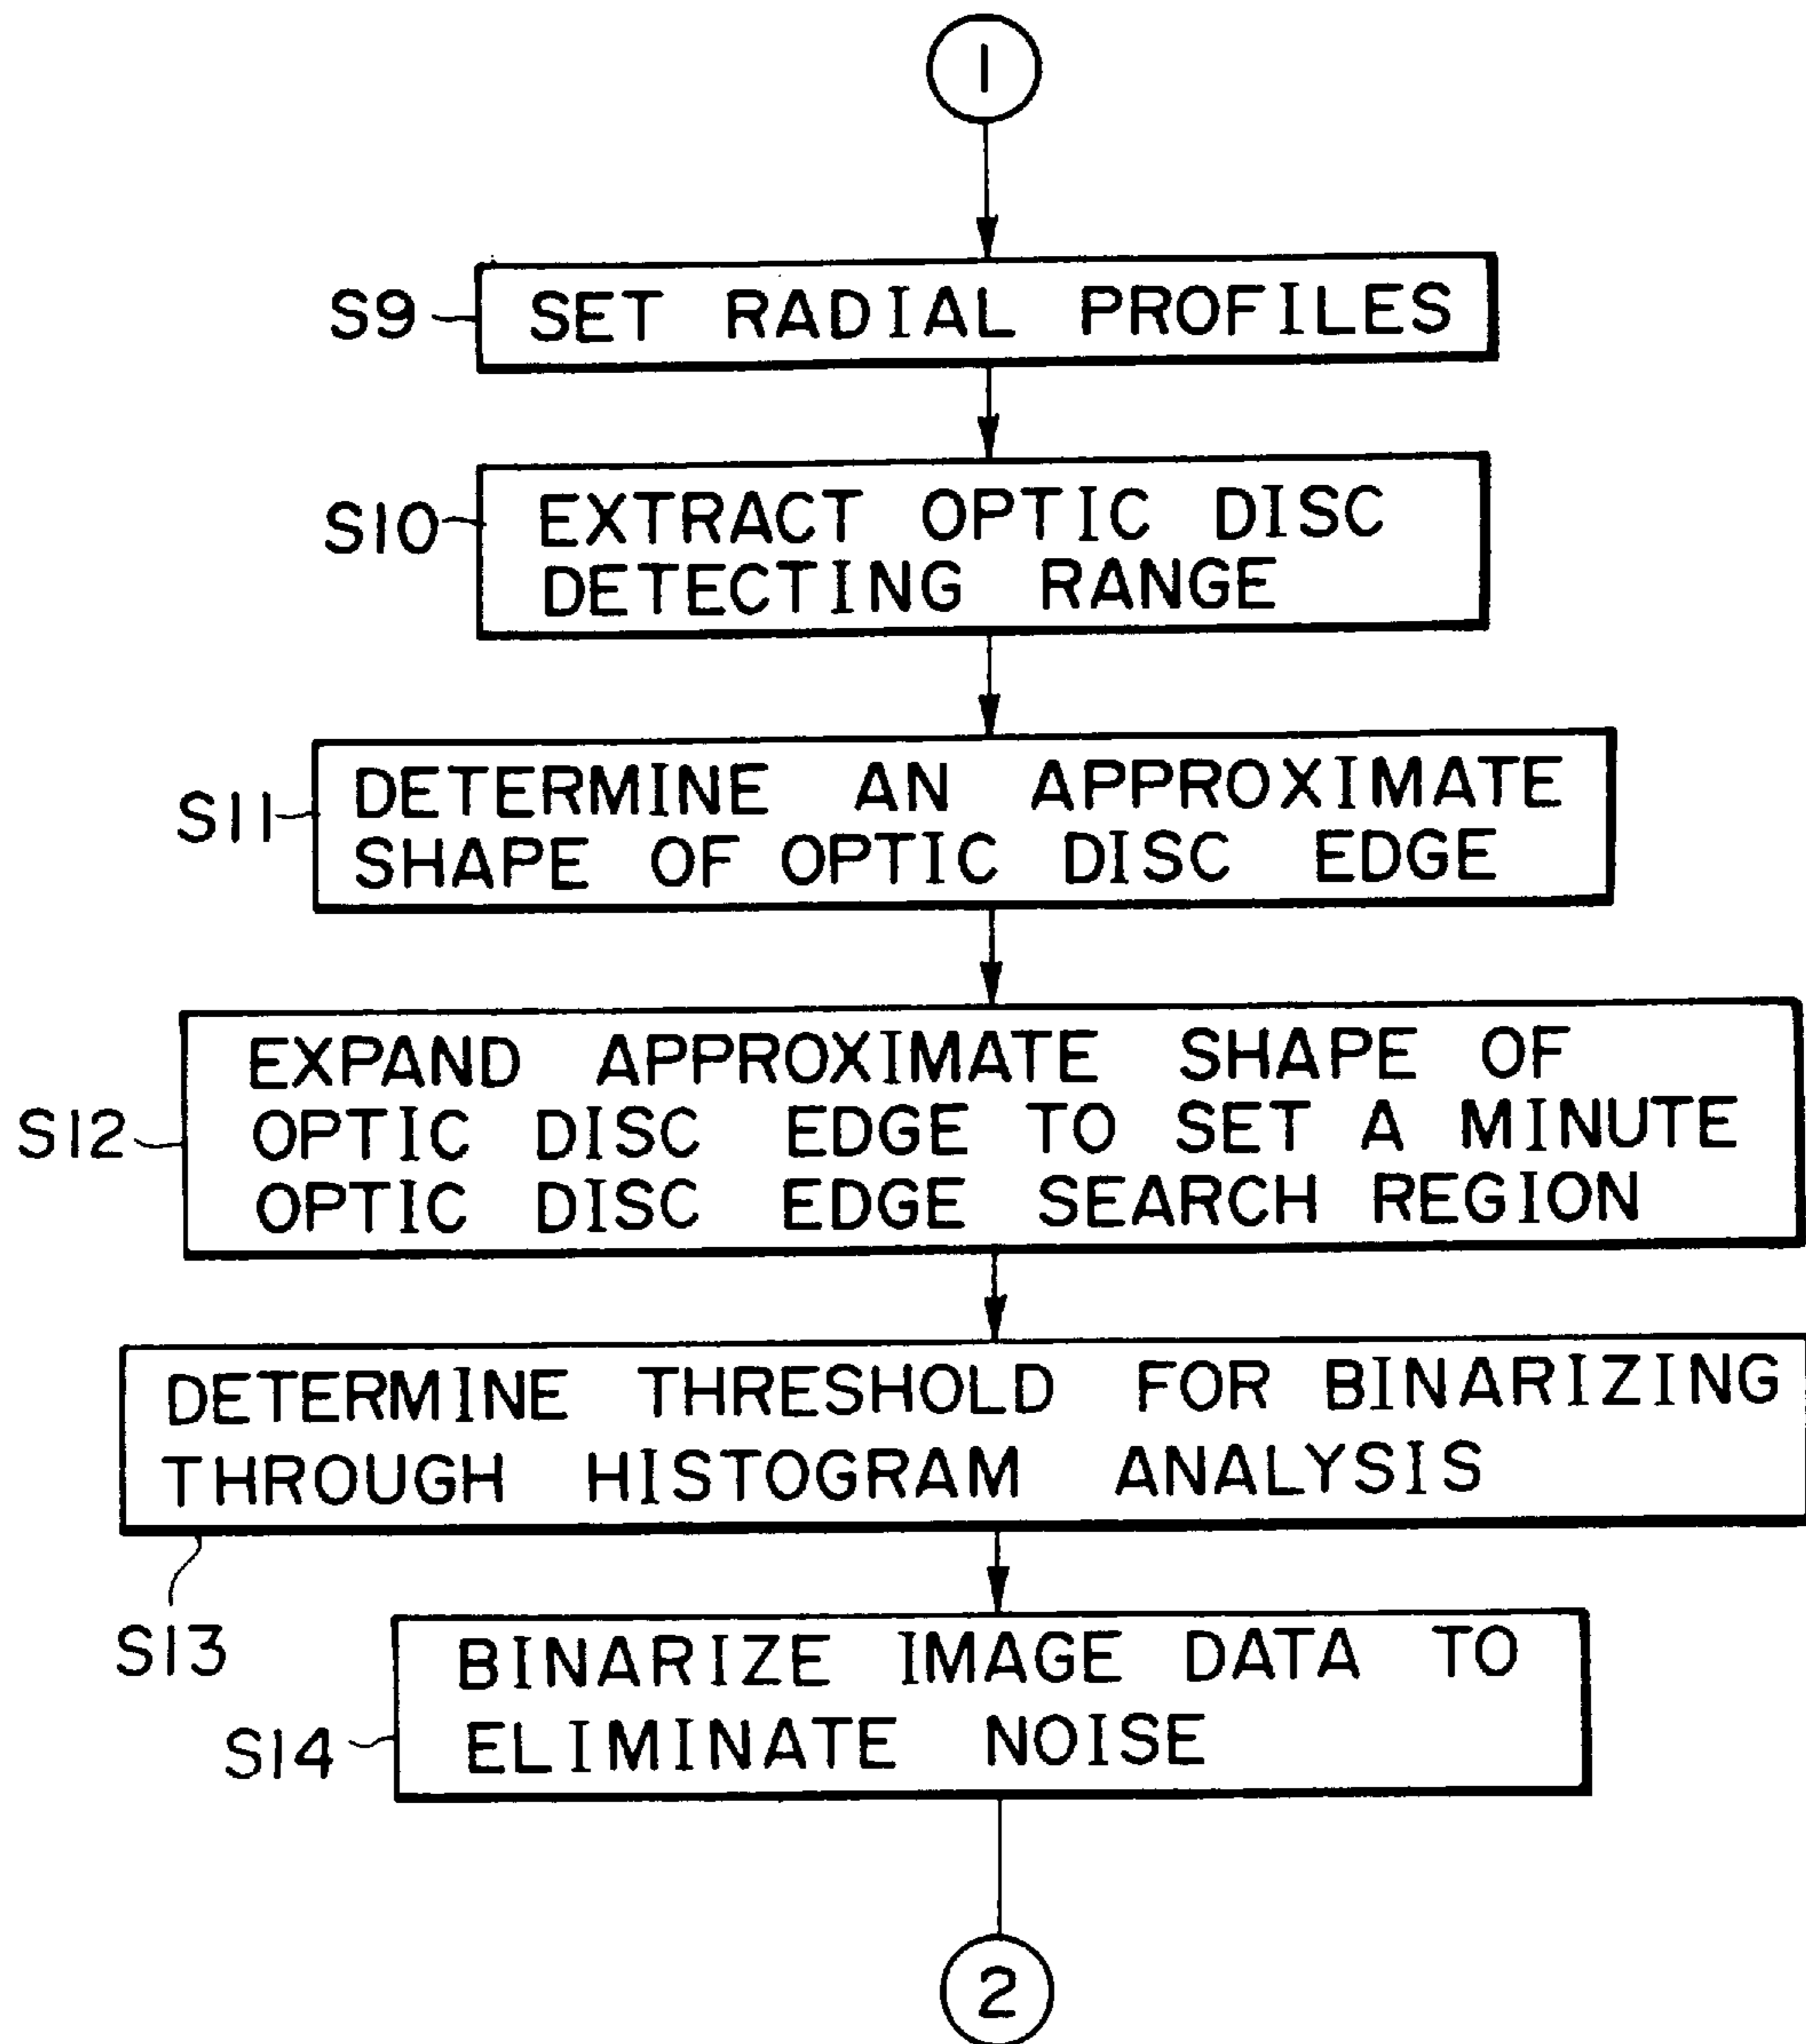 1
S9
SET RADIAL PROFILES
S10
EXTRACT OPTIC DISC
DETECTING RANGE
S11
DETERMINE AN APPROXIMATE
SHAPE OF OPTIC DISC EDGE
S12
EXPAND APPROXIMATE SHAPE OF
OPTIC DISC EDGE TO SET A MINUTE
OPTIC DISC EDGE SEARCH REGION
DETERMINE THRESHOLD FOR BINARIZING
THROUGH HISTOGRAM ANALYSIS
S13
BINARIZE IMAGE DATA TO
ELIMINATE NOISE
S14
2